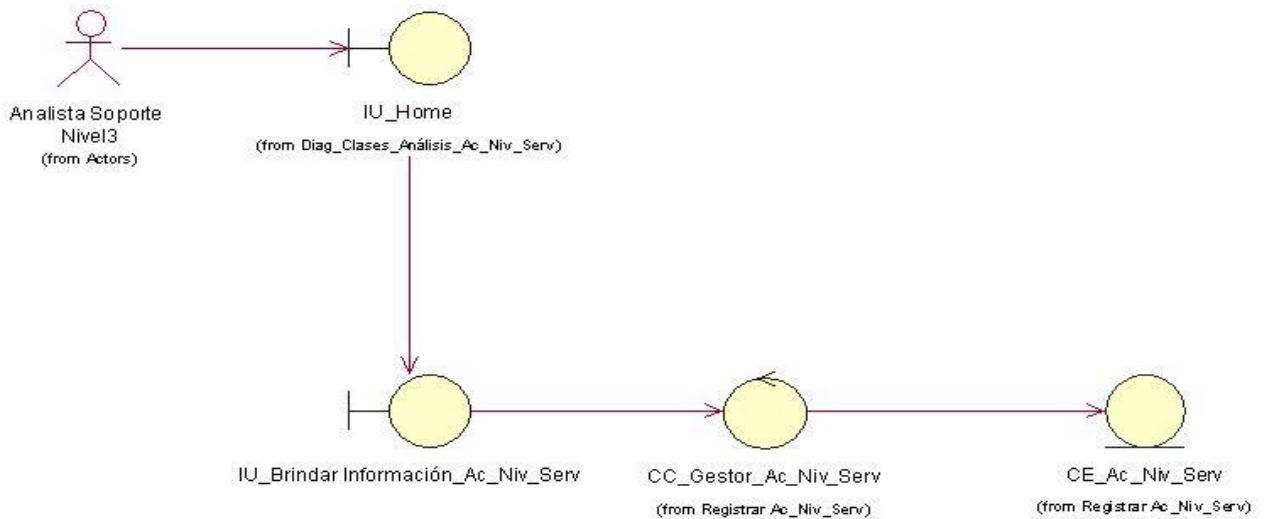 Analista Soporte
Nivel3
(from Actors)
IU_Home
(from Diag_Clases_Análisis_Ac_Niv_Serv)
IU_Brindar Información_Ac_Niv_Serv
CC_Gestor_Ac_Niv_Serv
(from Registrar Ac_Niv_Serv)
CE_Ac_Niv_Serv
(from Registrar Ac_Niv_Serv)